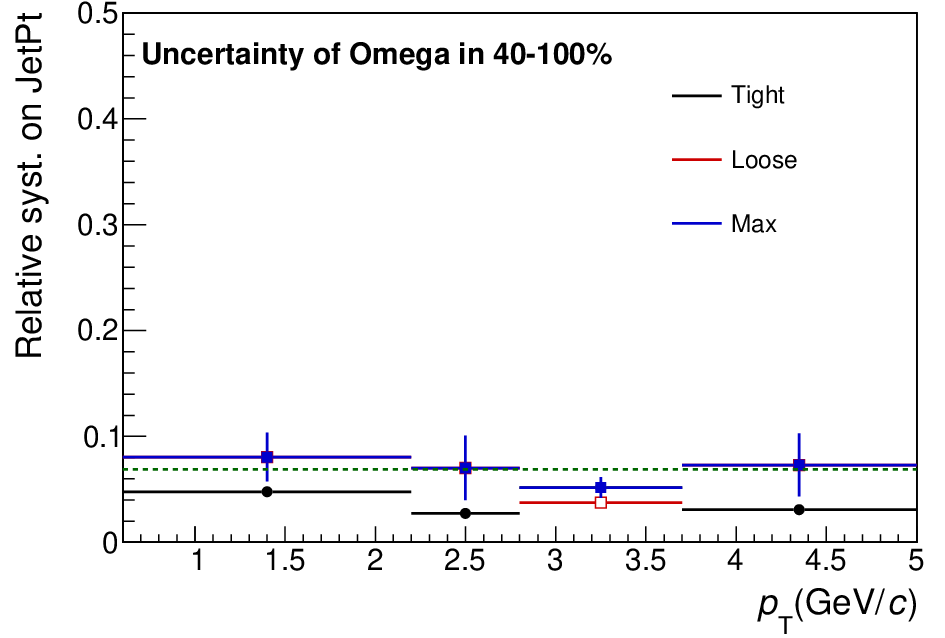 Relative syst. on JetPt
0.5
0.4
0.3
0.2
0.1
0
Uncertainty of Omega in 40-100%
Tight
Loose
Max
1 1.5 2 2.5 3 3.5 4 4.5 5
p_T(GeV/c)